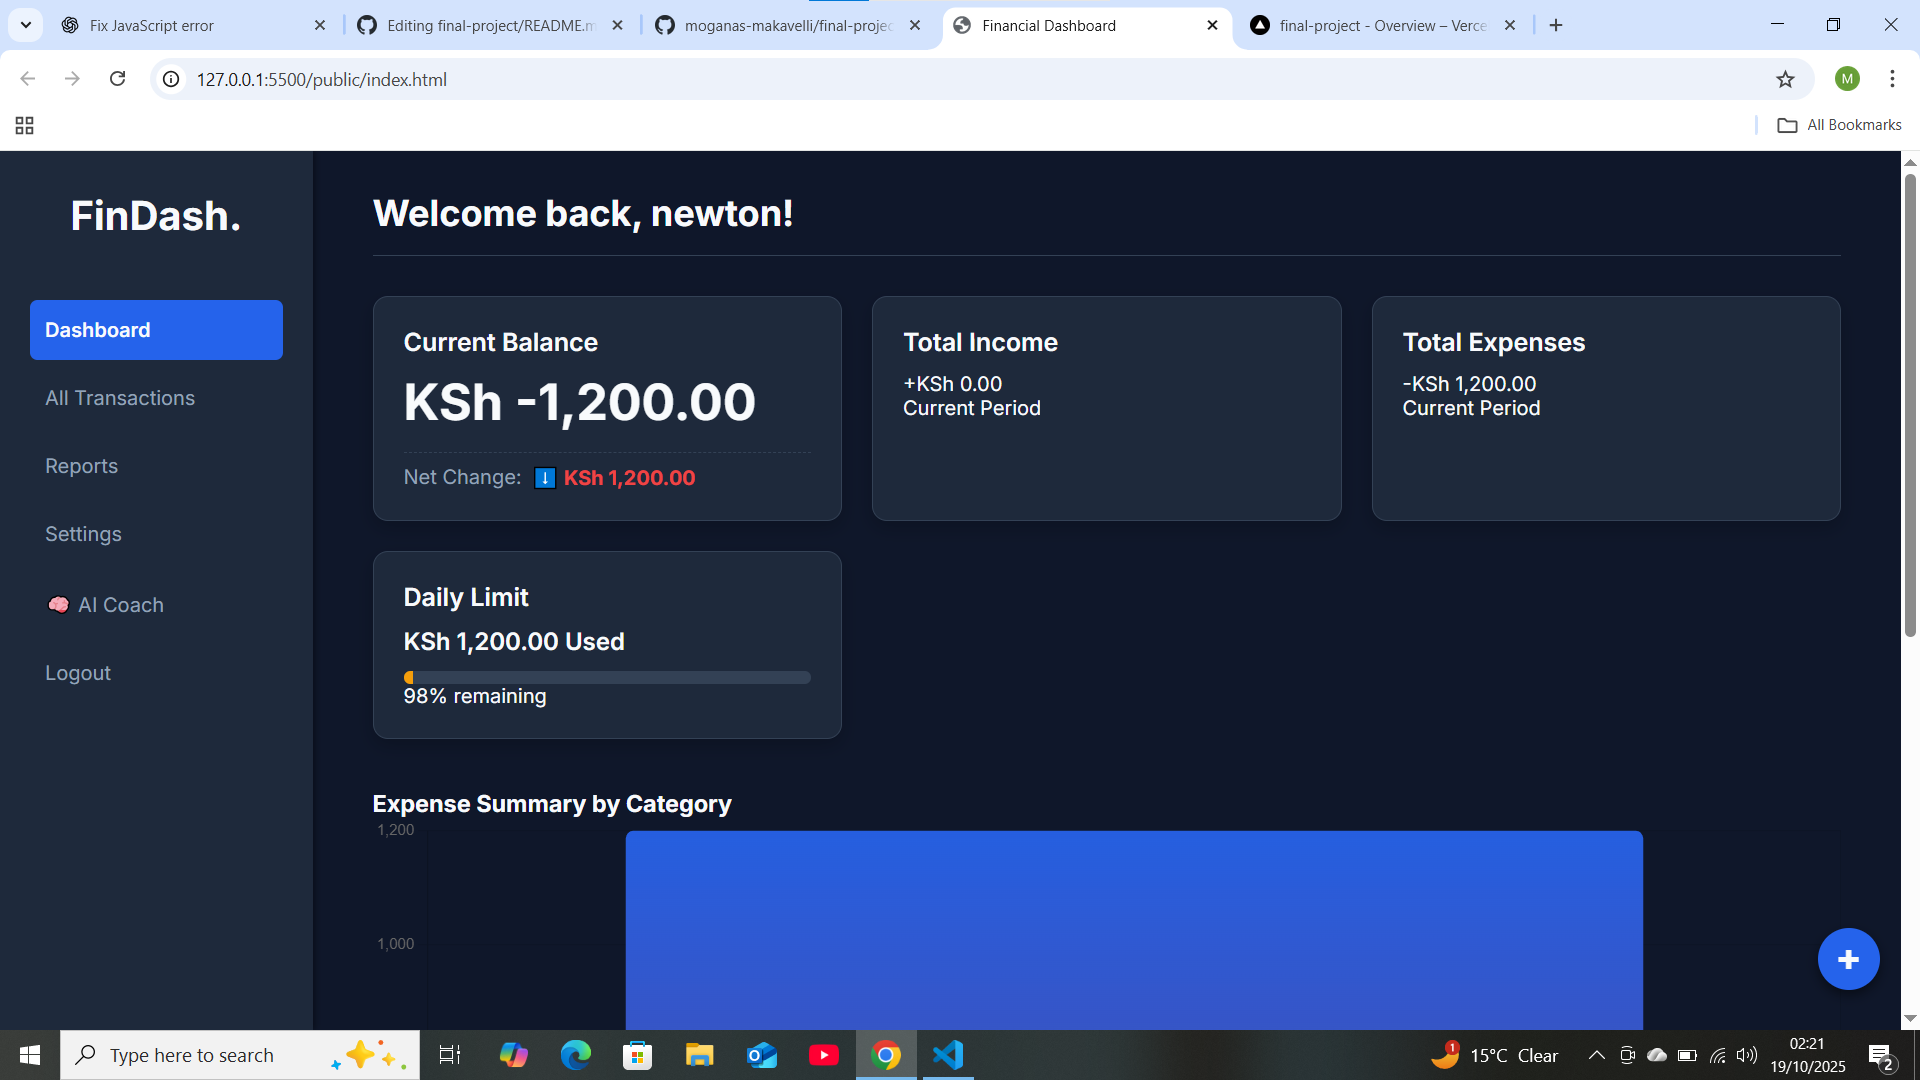 Fix JavaScript error
Editing final-project/README.m
moganas-makavelli/final-projec
Financial Dashboard
final-project - Overview – Verce
127.0.0.1:5500/public/index.html
M
All Bookmarks
FinDash.
Dashboard
All Transactions
Reports
Settings
🧠 AI Coach
Logout
Welcome back, newton!
Current Balance
KSh -1,200.00
Net Change: ⬇️ KSh 1,200.00
Total Income
+KSh 0.00
Current Period
Total Expenses
-KSh 1,200.00
Current Period
Daily Limit
KSh 1,200.00 Used
98% remaining
Expense Summary by Category
1,200
1,000
+
Type here to search
1
15°C Clear
02:21
19/10/2025
2